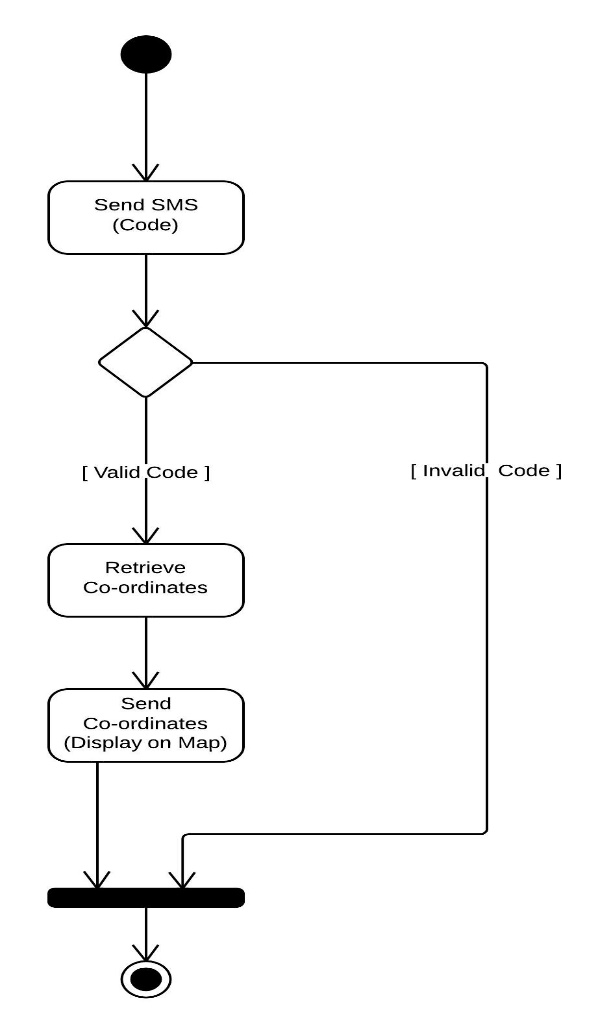 Send SMS
(Code)
[ Valid Code ]
[ Invalid Code ]
Retrieve
Co-ordinates
Send
Co-ordinates
(Display on Map)